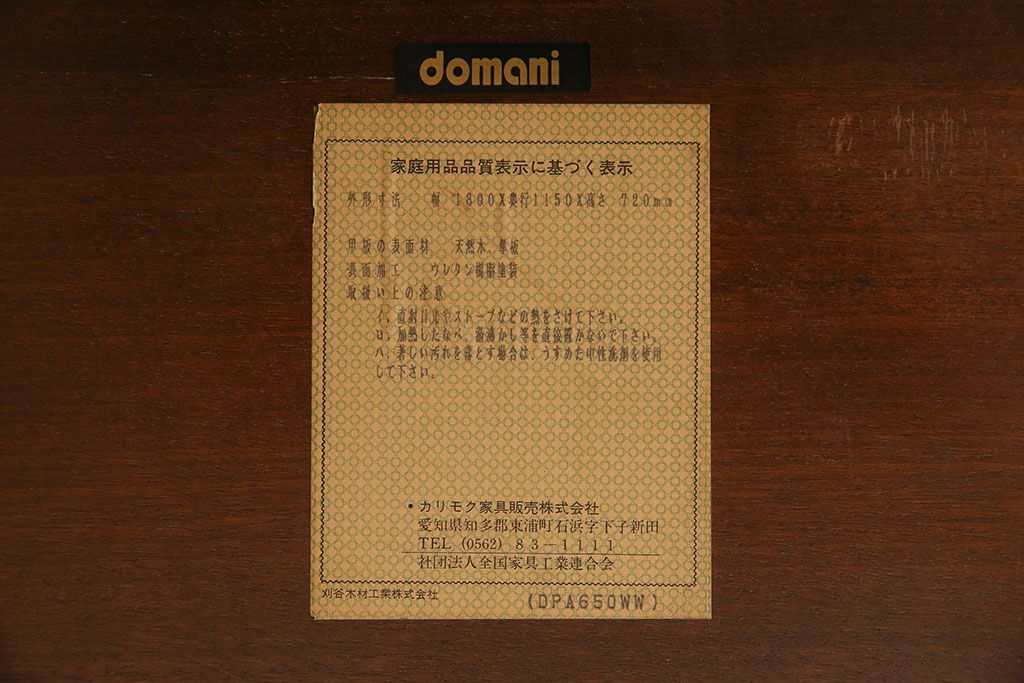 domani
家庭用品品質表示に基づく表示
外形寸法 幅 1800X奥行1150X高さ 720mm
甲板の表面材 天然木、単板
表面加工 ウレタン樹脂塗装
取扱い上の注意
イ、直射日光やストーブなどの熱をさけて下さい。
ロ、加熱したなべ、湯沸かし等を直接置かないで下さい。
ハ、著しい汚れを落とす場合は、うすめた中性洗剤を使用
して下さい。
・カリモク家具販売株式会社
愛知県知多郡東浦町石浜字下子新田
TEL (0562) 83-1111
社団法人全国家具工業連合会
刈谷木材工業株式会社
(DPA650WW)